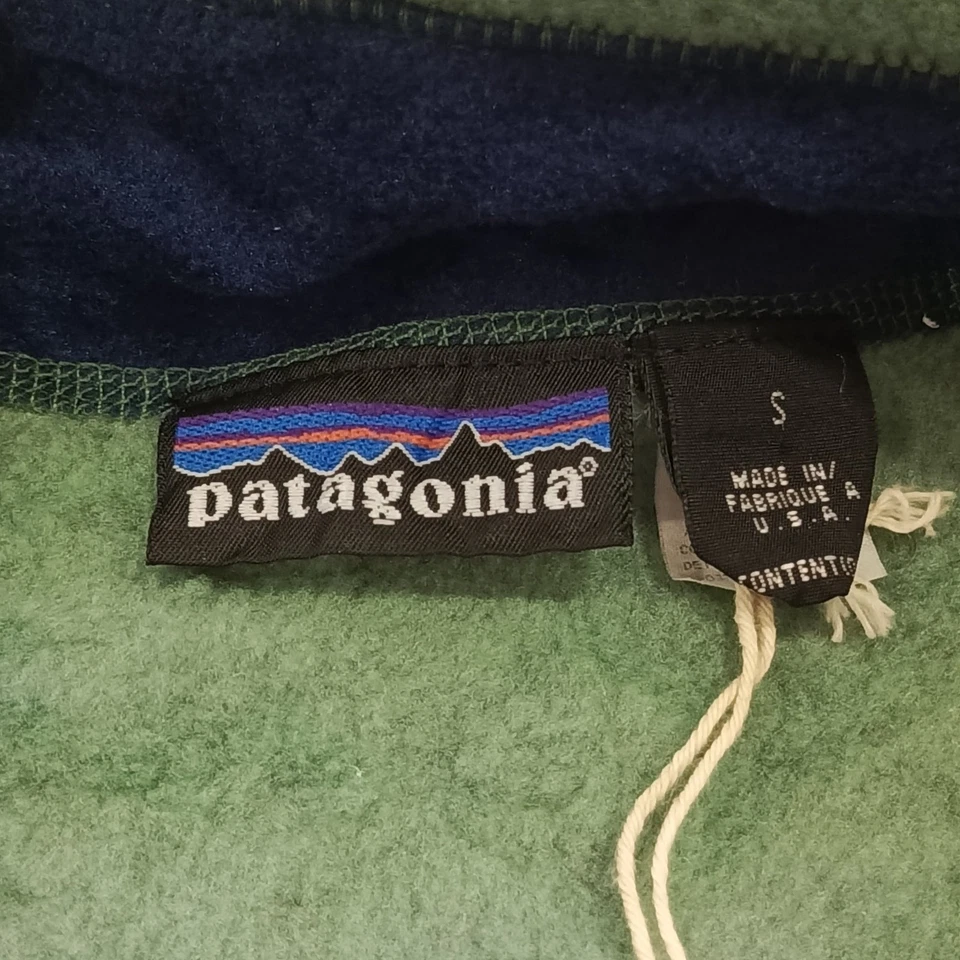 patagonia®
S
MADE IN/
FABRIQUE A
U.S.A.